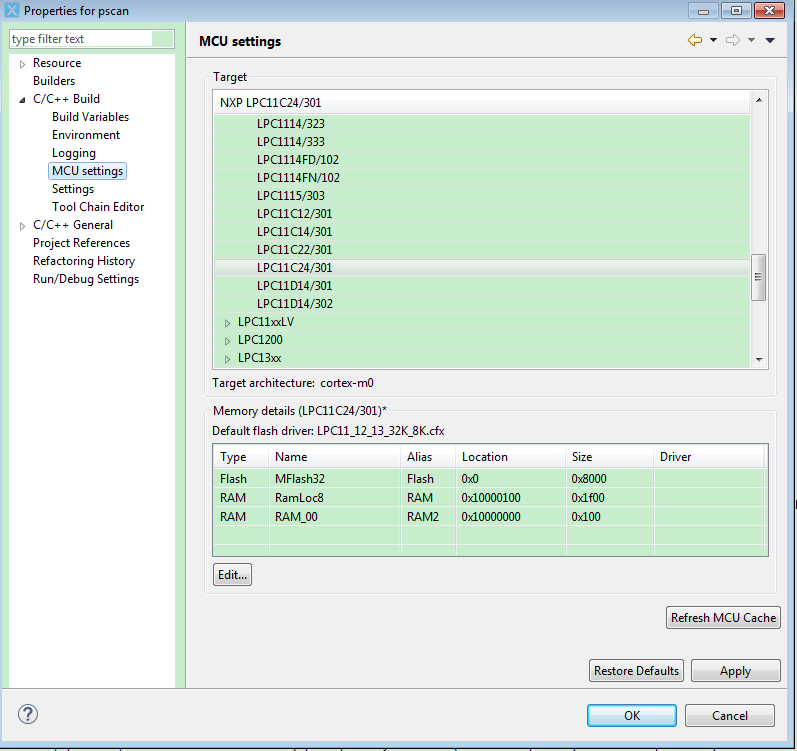 Properties for pscan
type filter text
Resource
Builders
C/C++ Build
Build Variables
Environment
Logging
MCU settings
Settings
Tool Chain Editor
C/C++ General
Project References
Refactoring History
Run/Debug Settings
MCU settings
Target
NXP LPC11C24/301
LPC1114/323
LPC1114/333
LPC1114FD/102
LPC1114FN/102
LPC1115/303
LPC11C12/301
LPC11C14/301
LPC11C22/301
LPC11C24/301
LPC11D14/301
LPC11D14/302
LPC11xxLV
LPC1200
LPC13xx
Target architecture: cortex-m0
Memory details (LPC11C24/301)*
Default flash driver: LPC11_12_13_32K_8K.cfx
Type Name Alias Location Size Driver
Flash MFlash32 Flash 0x0 0x8000
RAM RamLoc8 RAM 0x10000100 0x1f00
RAM RAM_00 RAM2 0x10000000 0x100
Edit...
Refresh MCU Cache
Restore Defaults Apply
? OK Cancel